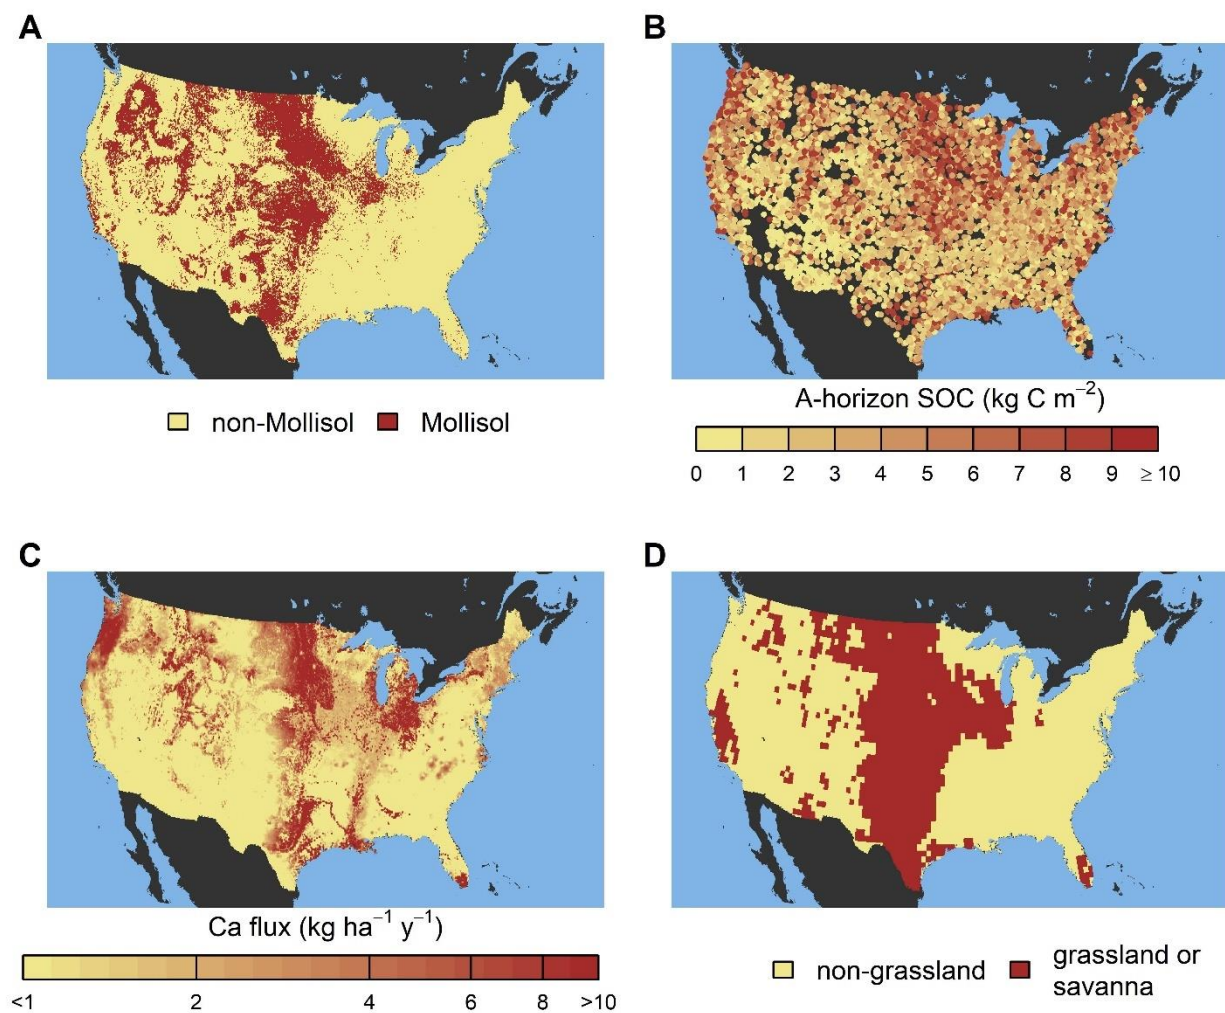 A
B
non-Mollisol Mollisol
A-horizon SOC (kg C m⁻²)
0 1 2 3 4 5 6 7 8 9 ≥ 10
C
D
Ca flux (kg ha⁻¹ y⁻¹)
<1 2 4 6 8 >10
non-grassland grassland or
savanna